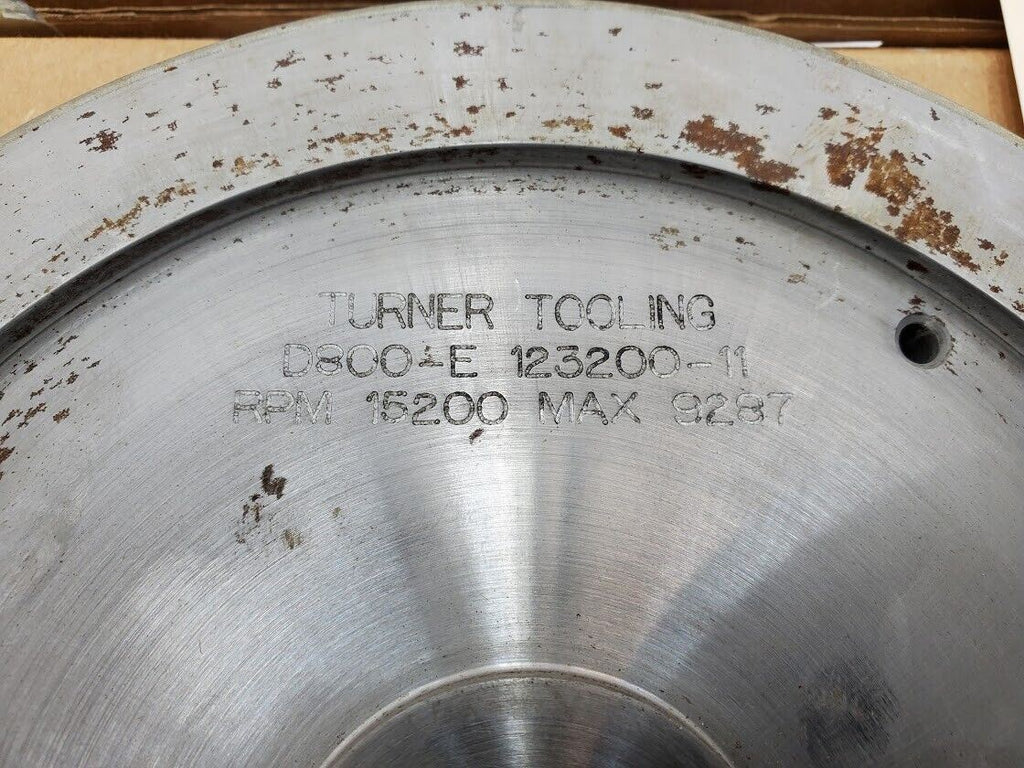 TURNER TOOLING
D800-E 123200-11
RPM 15200 MAX 9287